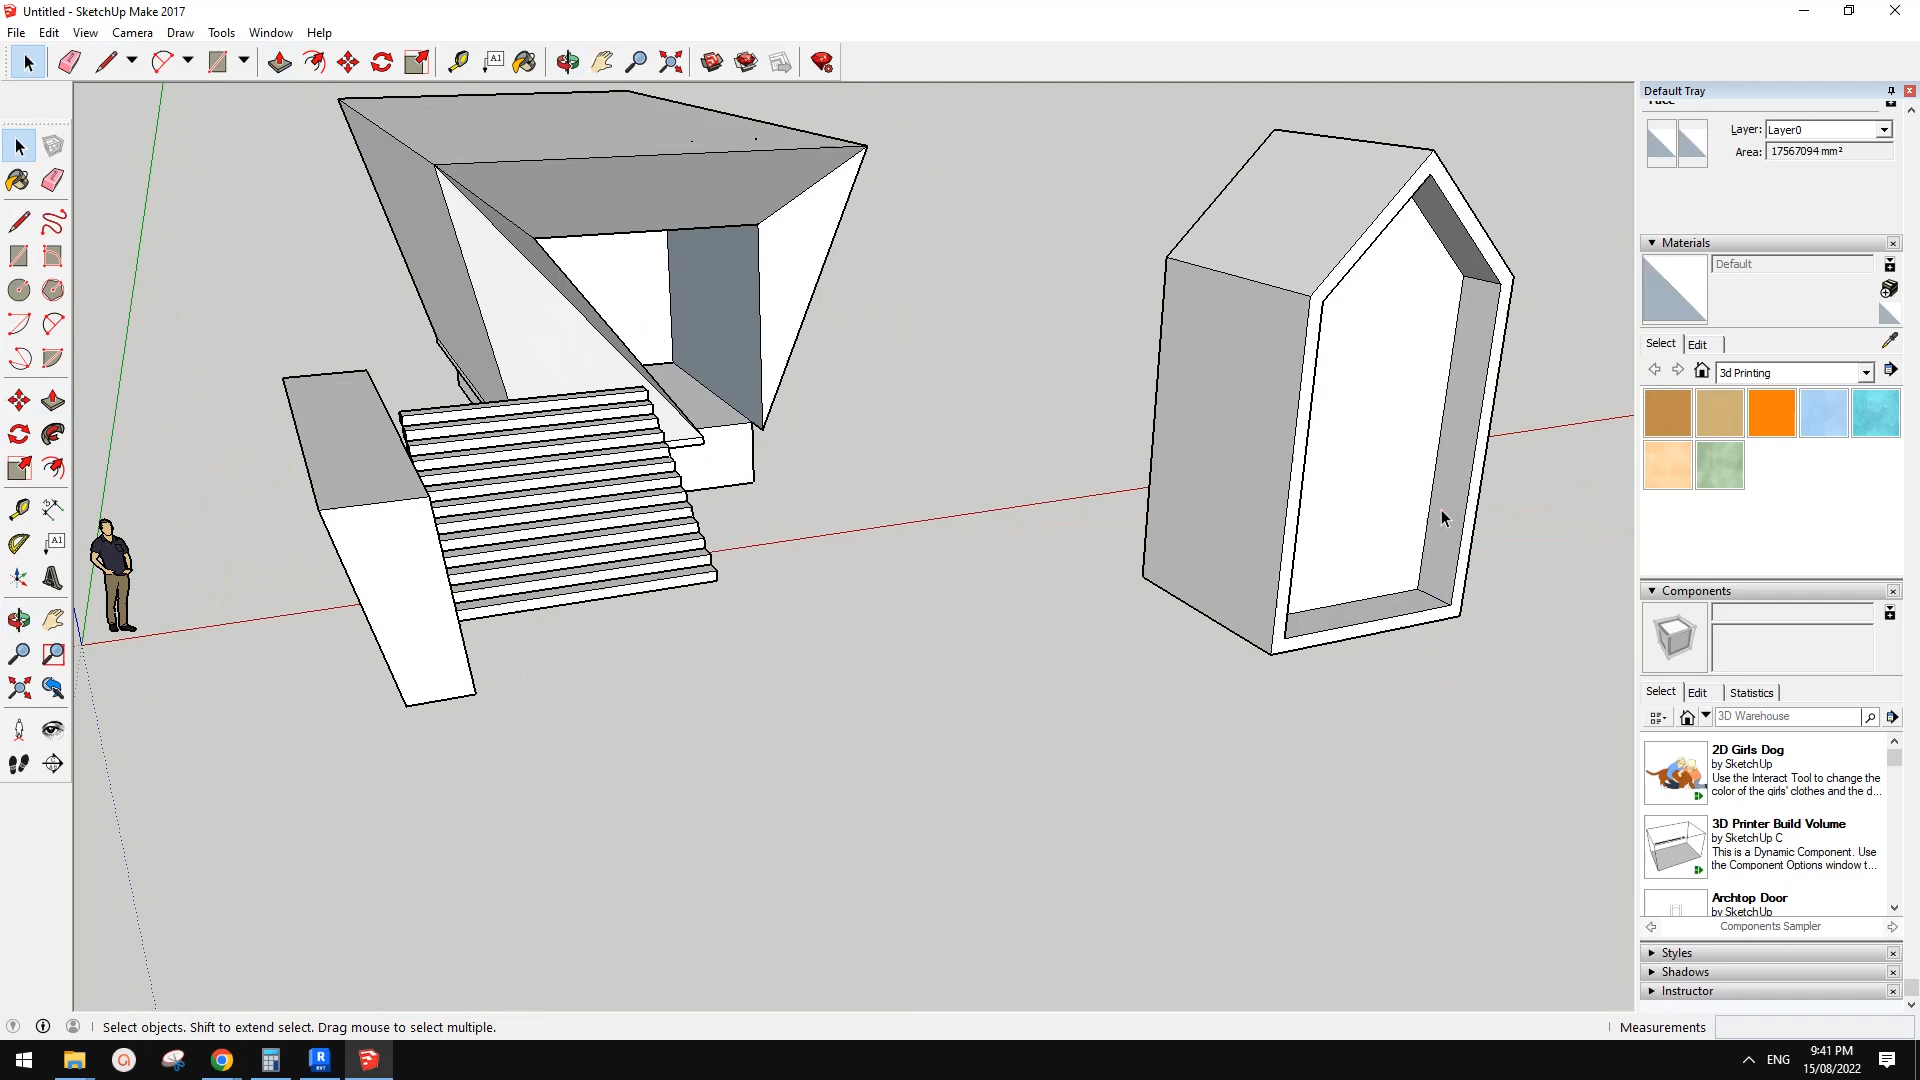 Untitled - SketchUp Make 2017
File Edit View Camera Draw Tools Window Help
A1
Default Tray
Layer: Layer0
Area: 17567094 mm²
Materials
Default
Select Edit
3d Printing
A1
Components
Select Edit Statistics
3D Warehouse
2D Girls Dog
by SketchUp
Use the Interact Tool to change the
color of the girls' clothes and the d...
3D Printer Build Volume
by SketchUp C
This is a Dynamic Component. Use
the Component Options window t...
Archtop Door
by SketchUp
Components Sampler
Styles
Shadows
Instructor
Select objects. Shift to extend select. Drag mouse to select multiple.
Measurements
R
RVT
ENG
9:41 PM
15/08/2022